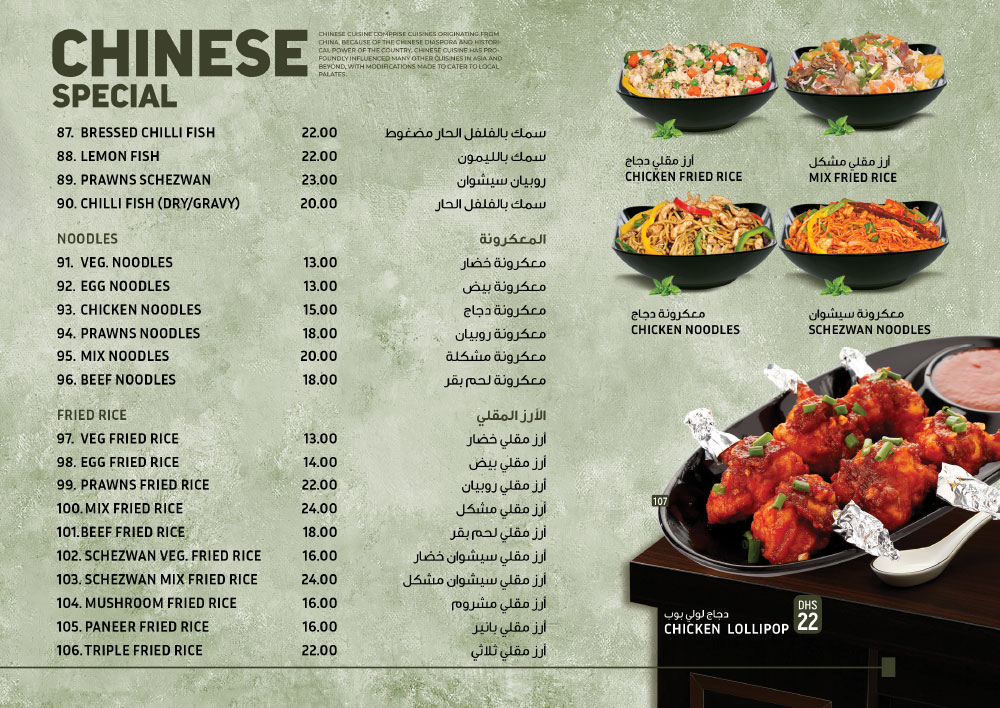 CHINESE
SPECIAL
CHINESE CUISINE COMPRISE CUISINES ORIGINATING FROM
CHINA. BECAUSE OF THE CHINESE DIASPORA AND HISTORI-
CAL POWER OF THE COUNTRY, CHINESE CUISINE HAS PRO-
FOUNDLY INFLUENCED MANY OTHER CUISINES IN ASIA AND
BEYOND, WITH MODIFICATIONS MADE TO CATER TO LOCAL
PALATES.
87. BRESSED CHILLI FISH 22.00 سمك بالفلفل الحار مضغوط
88. LEMON FISH 22.00 سمك بالليمون
89. PRAWNS SCHEZWAN 23.00 روبيان سيشوان
90. CHILLI FISH (DRY/GRAVY) 20.00 سمك بالفلفل الحار
NOODLES المعكرونة
91. VEG. NOODLES 13.00 معكرونة خضار
92. EGG NOODLES 13.00 معكرونة بيض
93. CHICKEN NOODLES 15.00 معكرونة دجاج
94. PRAWNS NOODLES 18.00 معكرونة روبيان
95. MIX NOODLES 20.00 معكرونة مشكلة
96. BEEF NOODLES 18.00 معكرونة لحم بقر
FRIED RICE الأرز المقلي
97. VEG FRIED RICE 13.00 أرز مقلي خضار
98. EGG FRIED RICE 14.00 أرز مقلي بيض
99. PRAWNS FRIED RICE 22.00 أرز مقلي روبيان
100. MIX FRIED RICE 24.00 أرز مقلي مشكل
101. BEEF FRIED RICE 18.00 أرز مقلي لحم بقر
102. SCHEZWAN VEG. FRIED RICE 16.00 أرز مقلي سيشوان خضار
103. SCHEZWAN MIX FRIED RICE 24.00 أرز مقلي سيشوان مشكل
104. MUSHROOM FRIED RICE 16.00 أرز مقلي مشروم
105. PANEER FRIED RICE 16.00 أرز مقلي بانير
106. TRIPLE FRIED RICE 22.00 أرز مقلي ثلاثي
أرز مقلي دجاج
CHICKEN FRIED RICE
أرز مقلي مشكل
MIX FRIED RICE
معكرونة دجاج
CHICKEN NOODLES
معكرونة سيشوان
SCHEZWAN NOODLES
107
دجاج لولي بوب
CHICKEN LOLLIPOP
DHS
22